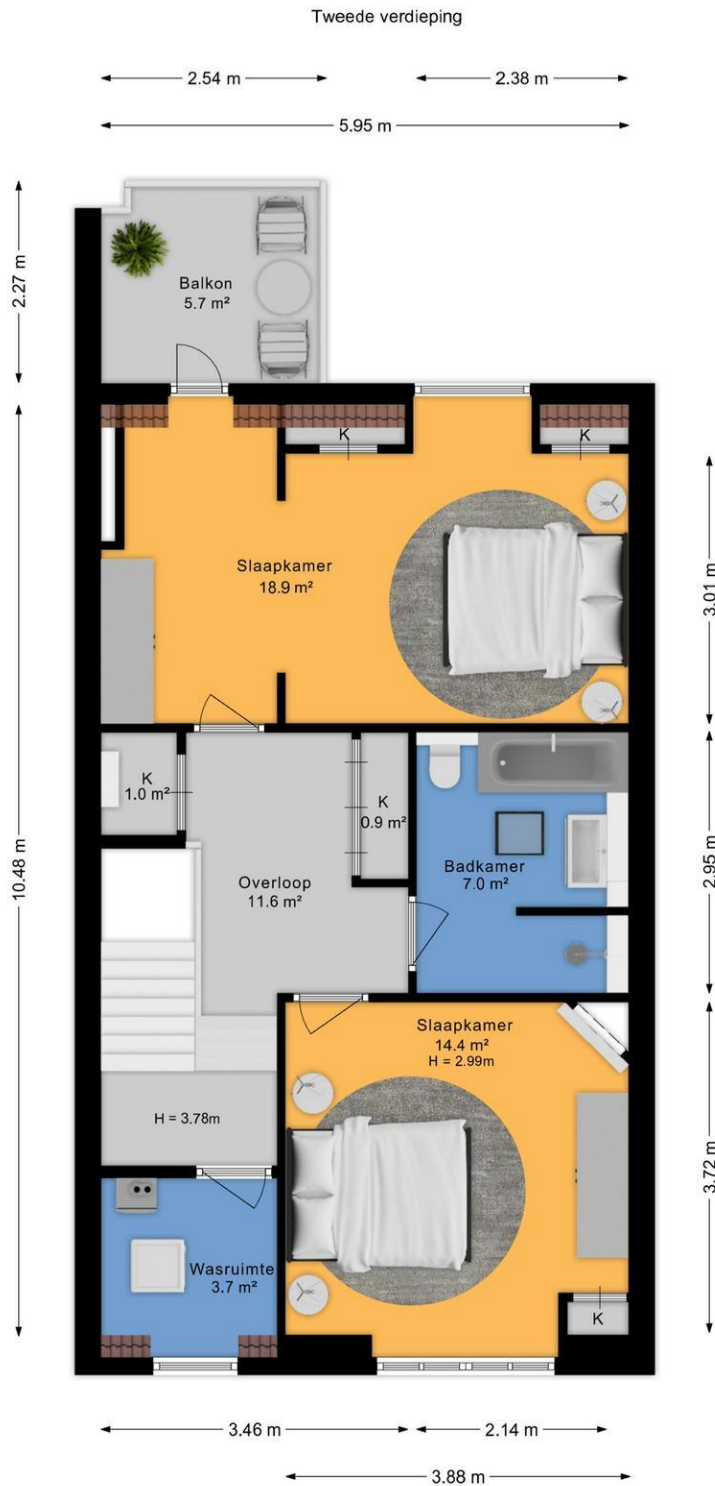 Tweede verdieping
2.54 m
2.38 m
5.95 m
2.27 m
Balkon
5.7 m²
K
K
Slaapkamer
18.9 m²
3.01 m
K
1.0 m²
K
0.9 m²
Overloop
11.6 m²
Badkamer
7.0 m²
2.95 m
10.48 m
Slaapkamer
14.4 m²
H = 2.99m
H = 3.78m
3.72 m
Wasruimte
3.7 m²
K
3.46 m
2.14 m
3.88 m